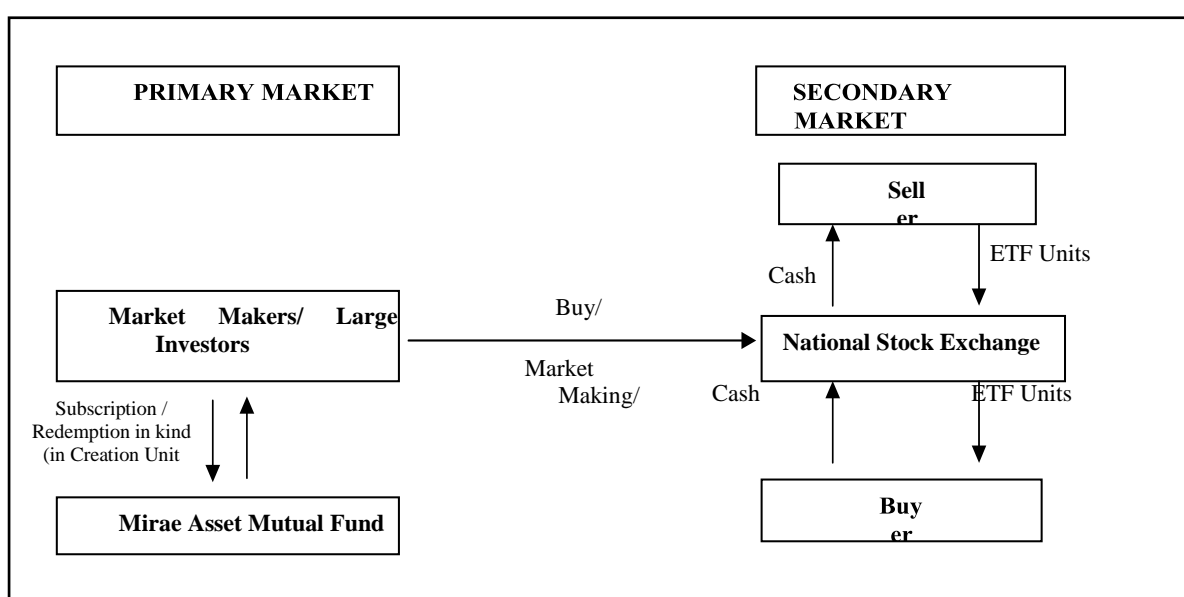 PRIMARY MARKET
SECONDARY
MARKET
Sell
er
Cash
ETF Units
Market Makers/ Large
Investors
Buy/
Market
Making/
National Stock Exchange
Cash
ETF Units
Subscription /
Redemption in kind
(in Creation Unit
Mirae Asset Mutual Fund
Buy
er